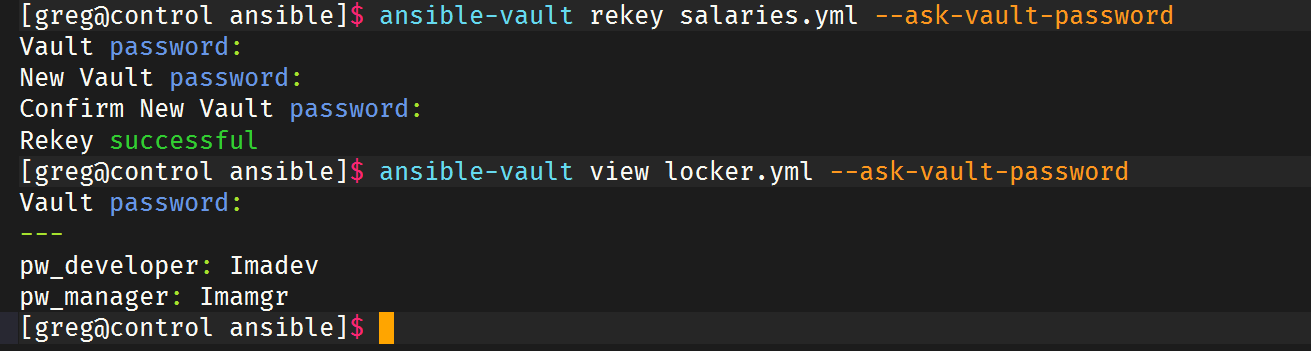 [greg@control ansible]$ ansible-vault rekey salaries.yml --ask-vault-password
Vault password:
New Vault password:
Confirm New Vault password:
Rekey successful
[greg@control ansible]$ ansible-vault view locker.yml --ask-vault-password
Vault password:
---
pw_developer: Imadev
pw_manager: Imamgr
[greg@control ansible]$